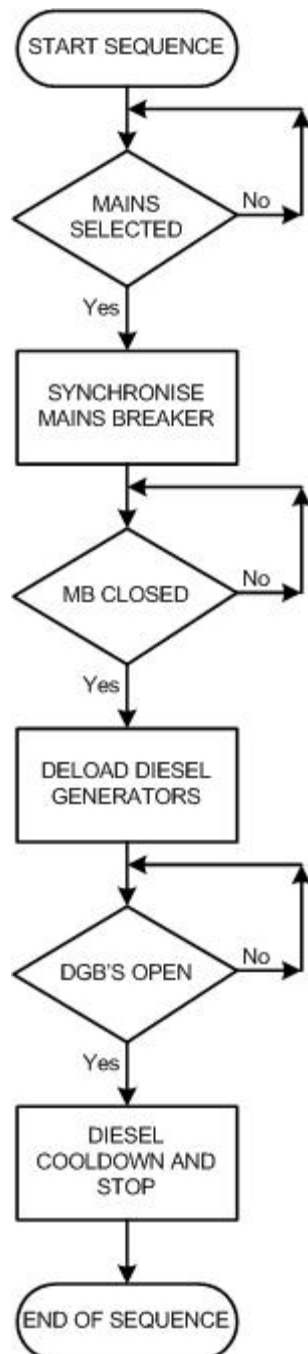 START SEQUENCE
MAINS
SELECTED
No
Yes
SYNCHRONISE
MAINS BREAKER
MB CLOSED
No
Yes
DELOAD DIESEL
GENERATORS
DGB'S OPEN
No
Yes
DIESEL
COOLDOWN AND
STOP
END OF SEQUENCE